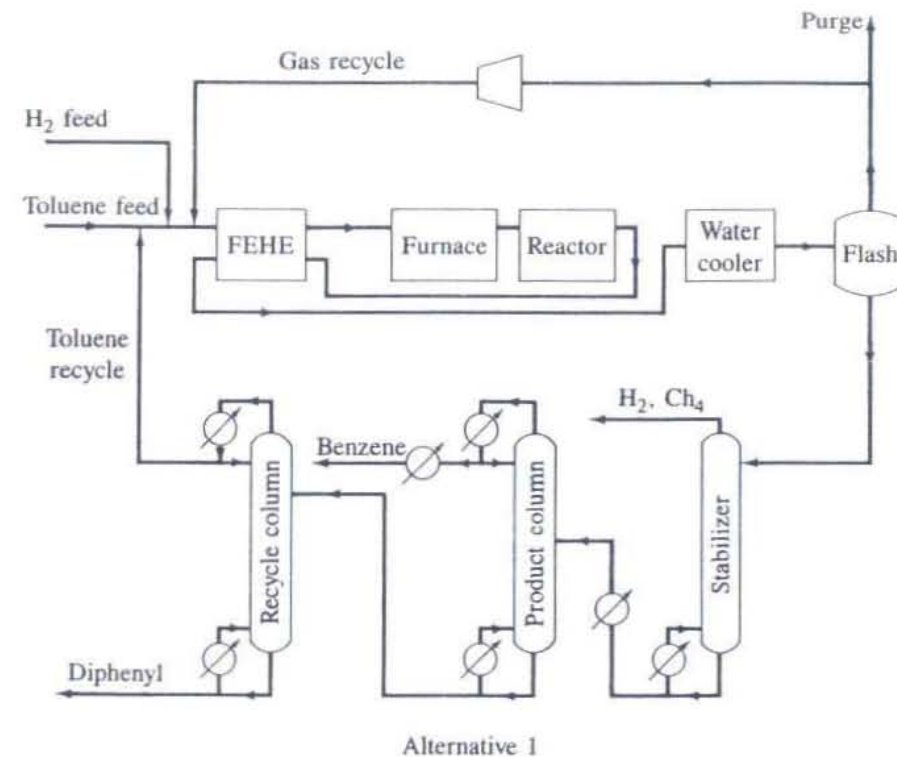 Purge
Gas recycle
H₂ feed
Toluene feed
FEHE
Furnace
Reactor
Water
cooler
Flash
Toluene
recycle
H₂, Ch₄
Benzene
Recycle column
Product column
Stabilizer
Diphenyl
Alternative 1